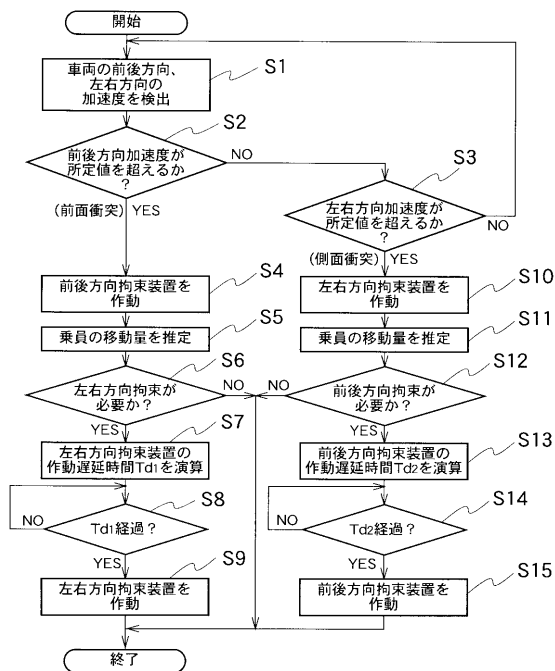 開始
車両の前後方向、
左右方向の
加速度を検出
S1
S2
前後方向加速度が
所定値を超えるか
?
NO
(前面衝突) YES
S3
左右方向加速度が
所定値を超えるか
?
NO
(側面衝突) YES
S4
前後方向拘束装置を
作動
S5
乗員の移動量を推定
S6
左右方向拘束が
必要か?
NO
YES
S7
左右方向拘束装置の
作動遅延時間Td1を演算
S8
Td1経過?
NO
YES
S9
左右方向拘束装置を
作動
S10
左右方向拘束装置を
作動
S11
乗員の移動量を推定
S12
前後方向拘束が
必要か?
NO
YES
S13
前後方向拘束装置の
作動遅延時間Td2を演算
S14
Td2経過?
NO
YES
S15
前後方向拘束装置を
作動
終了